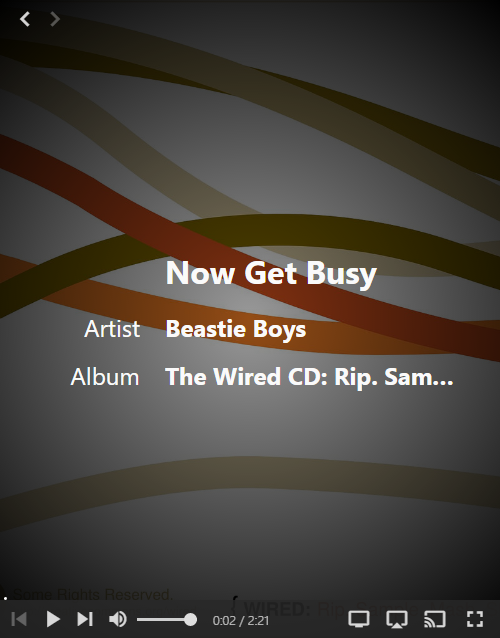 Now Get Busy
Artist Beastie Boys
Album The Wired CD: Rip. Sam…
Some Rights Reserved.
{ WIRED: Rip.
0:02 / 2:21